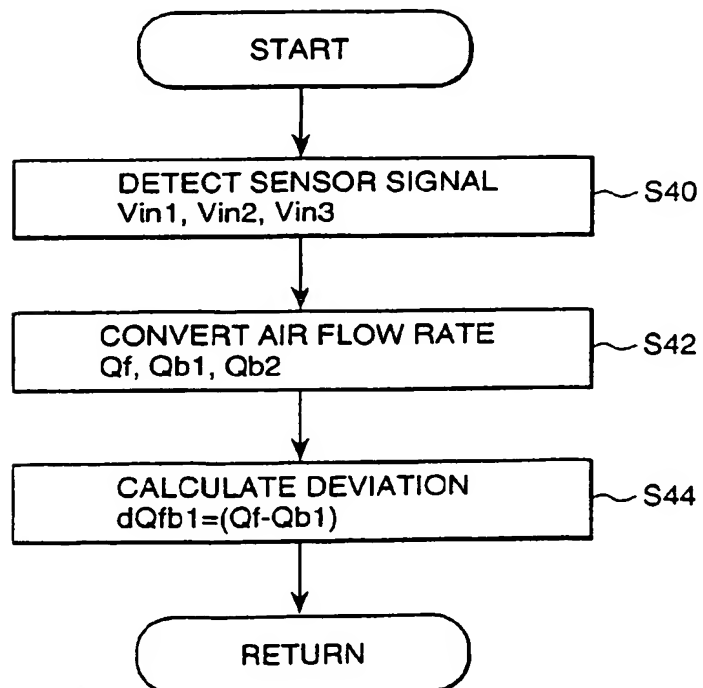 START
DETECT SENSOR SIGNAL
Vin1, Vin2, Vin3
S40
CONVERT AIR FLOW RATE
Qf, Qb1, Qb2
S42
CALCULATE DEVIATION
dQfb1=(Qf-Qb1)
S44
RETURN